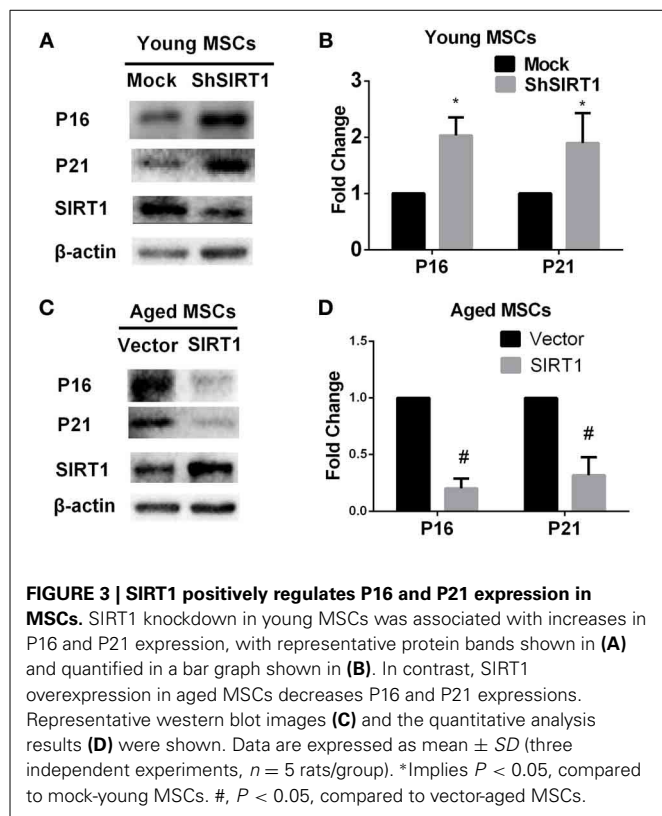 A
Young MSCs
Mock ShSIRT1
P16
P21
SIRT1
β-actin
B
Young MSCs
Mock
ShSIRT1
Fold Change
3
2
1
0
*
*
P16 P21
C
Aged MSCs
Vector SIRT1
P16
P21
SIRT1
β-actin
D
Aged MSCs
Vector
SIRT1
Fold Change
1.5
1.0
0.5
0.0
#
#
P16 P21
FIGURE 3 | SIRT1 positively regulates P16 and P21 expression in
MSCs. SIRT1 knockdown in young MSCs was associated with increases in
P16 and P21 expression, with representative protein bands shown in (A)
and quantified in a bar graph shown in (B). In contrast, SIRT1
overexpression in aged MSCs decreases P16 and P21 expressions.
Representative western blot images (C) and the quantitative analysis
results (D) were shown. Data are expressed as mean ± SD (three
independent experiments, n = 5 rats/group). *Implies P < 0.05, compared
to mock-young MSCs. #, P < 0.05, compared to vector-aged MSCs.